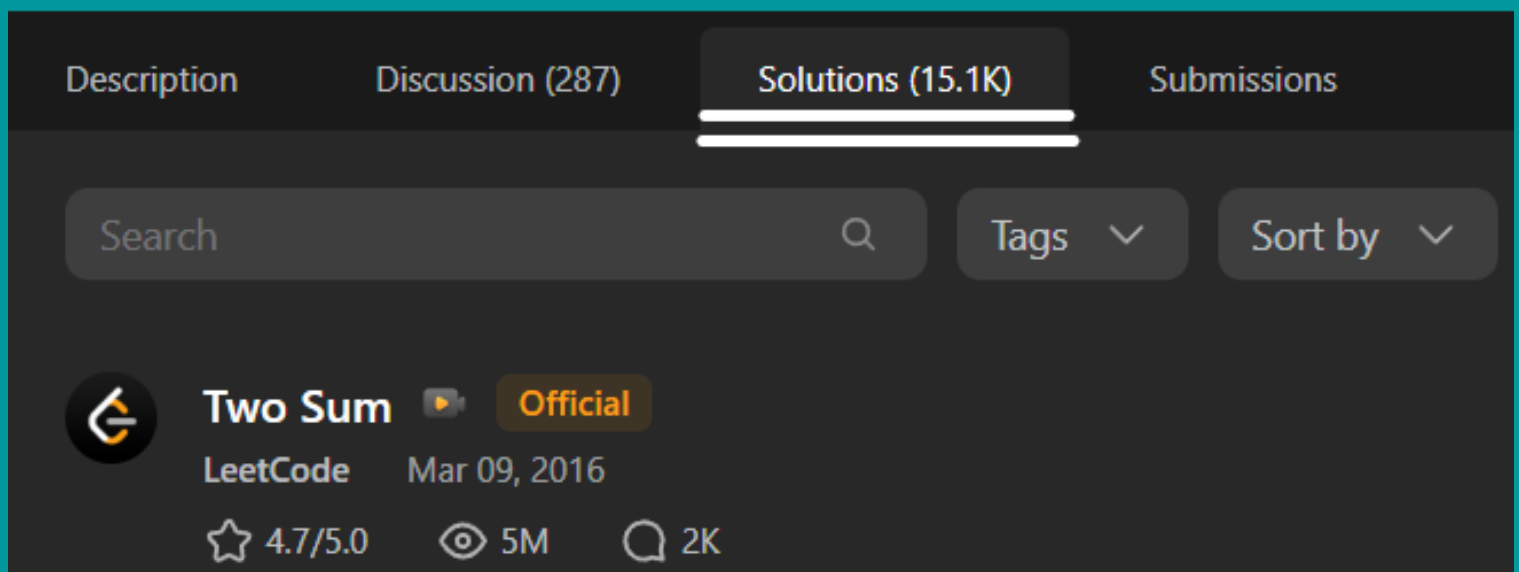 Description Discussion (287) Solutions (15.1K) Submissions
Search Tags Sort by
Two Sum Official
LeetCode Mar 09, 2016
4.7/5.0 5M 2K